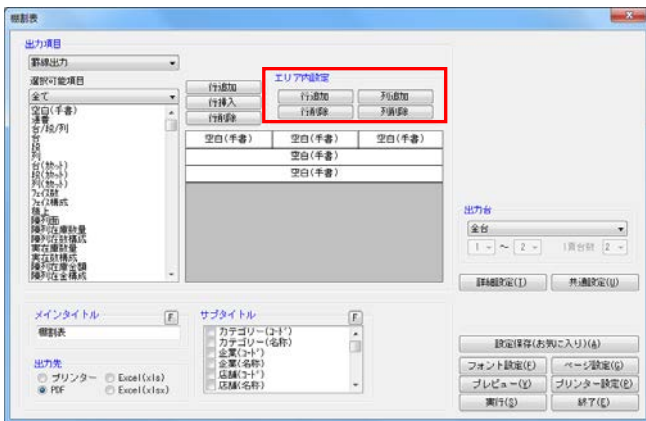 棚割表
出力項目
罫線出力
選択可能項目
全て
空白(手書)
連番
台/段/列
台
段
列
台(ｶｾｯﾄ)
段(ｶｾｯﾄ)
列(ｶｾｯﾄ)
ﾌｪｲｽ数
ﾌｪｲｽ構成
積上
陳列面
陳列在庫数量
陳列在数構成
実在庫数量
実在数構成
陳列在庫金額
陳列在金構成
行追加
行挿入
行削除
エリア内設定
行追加 列追加
行削除 列削除
空白(手書) 空白(手書) 空白(手書)
空白(手書)
空白(手書)
出力台
全台
1 ～ 2 1頁台数 2
詳細設定(I) 共通設定(U)
メインタイトル F
棚割表
出力先
プリンター Excel(xls)
PDF Excel(xlsx)
サブタイトル F
カテゴリー(ｺｰﾄﾞ)
カテゴリー(名称)
企業(ｺｰﾄﾞ)
企業(名称)
店舗(ｺｰﾄﾞ)
店舗(名称)
設定保存(お気に入り)(A)
フォント設定(F) ページ設定(G)
プレビュー(V) プリンター設定(P)
実行(S) 終了(E)